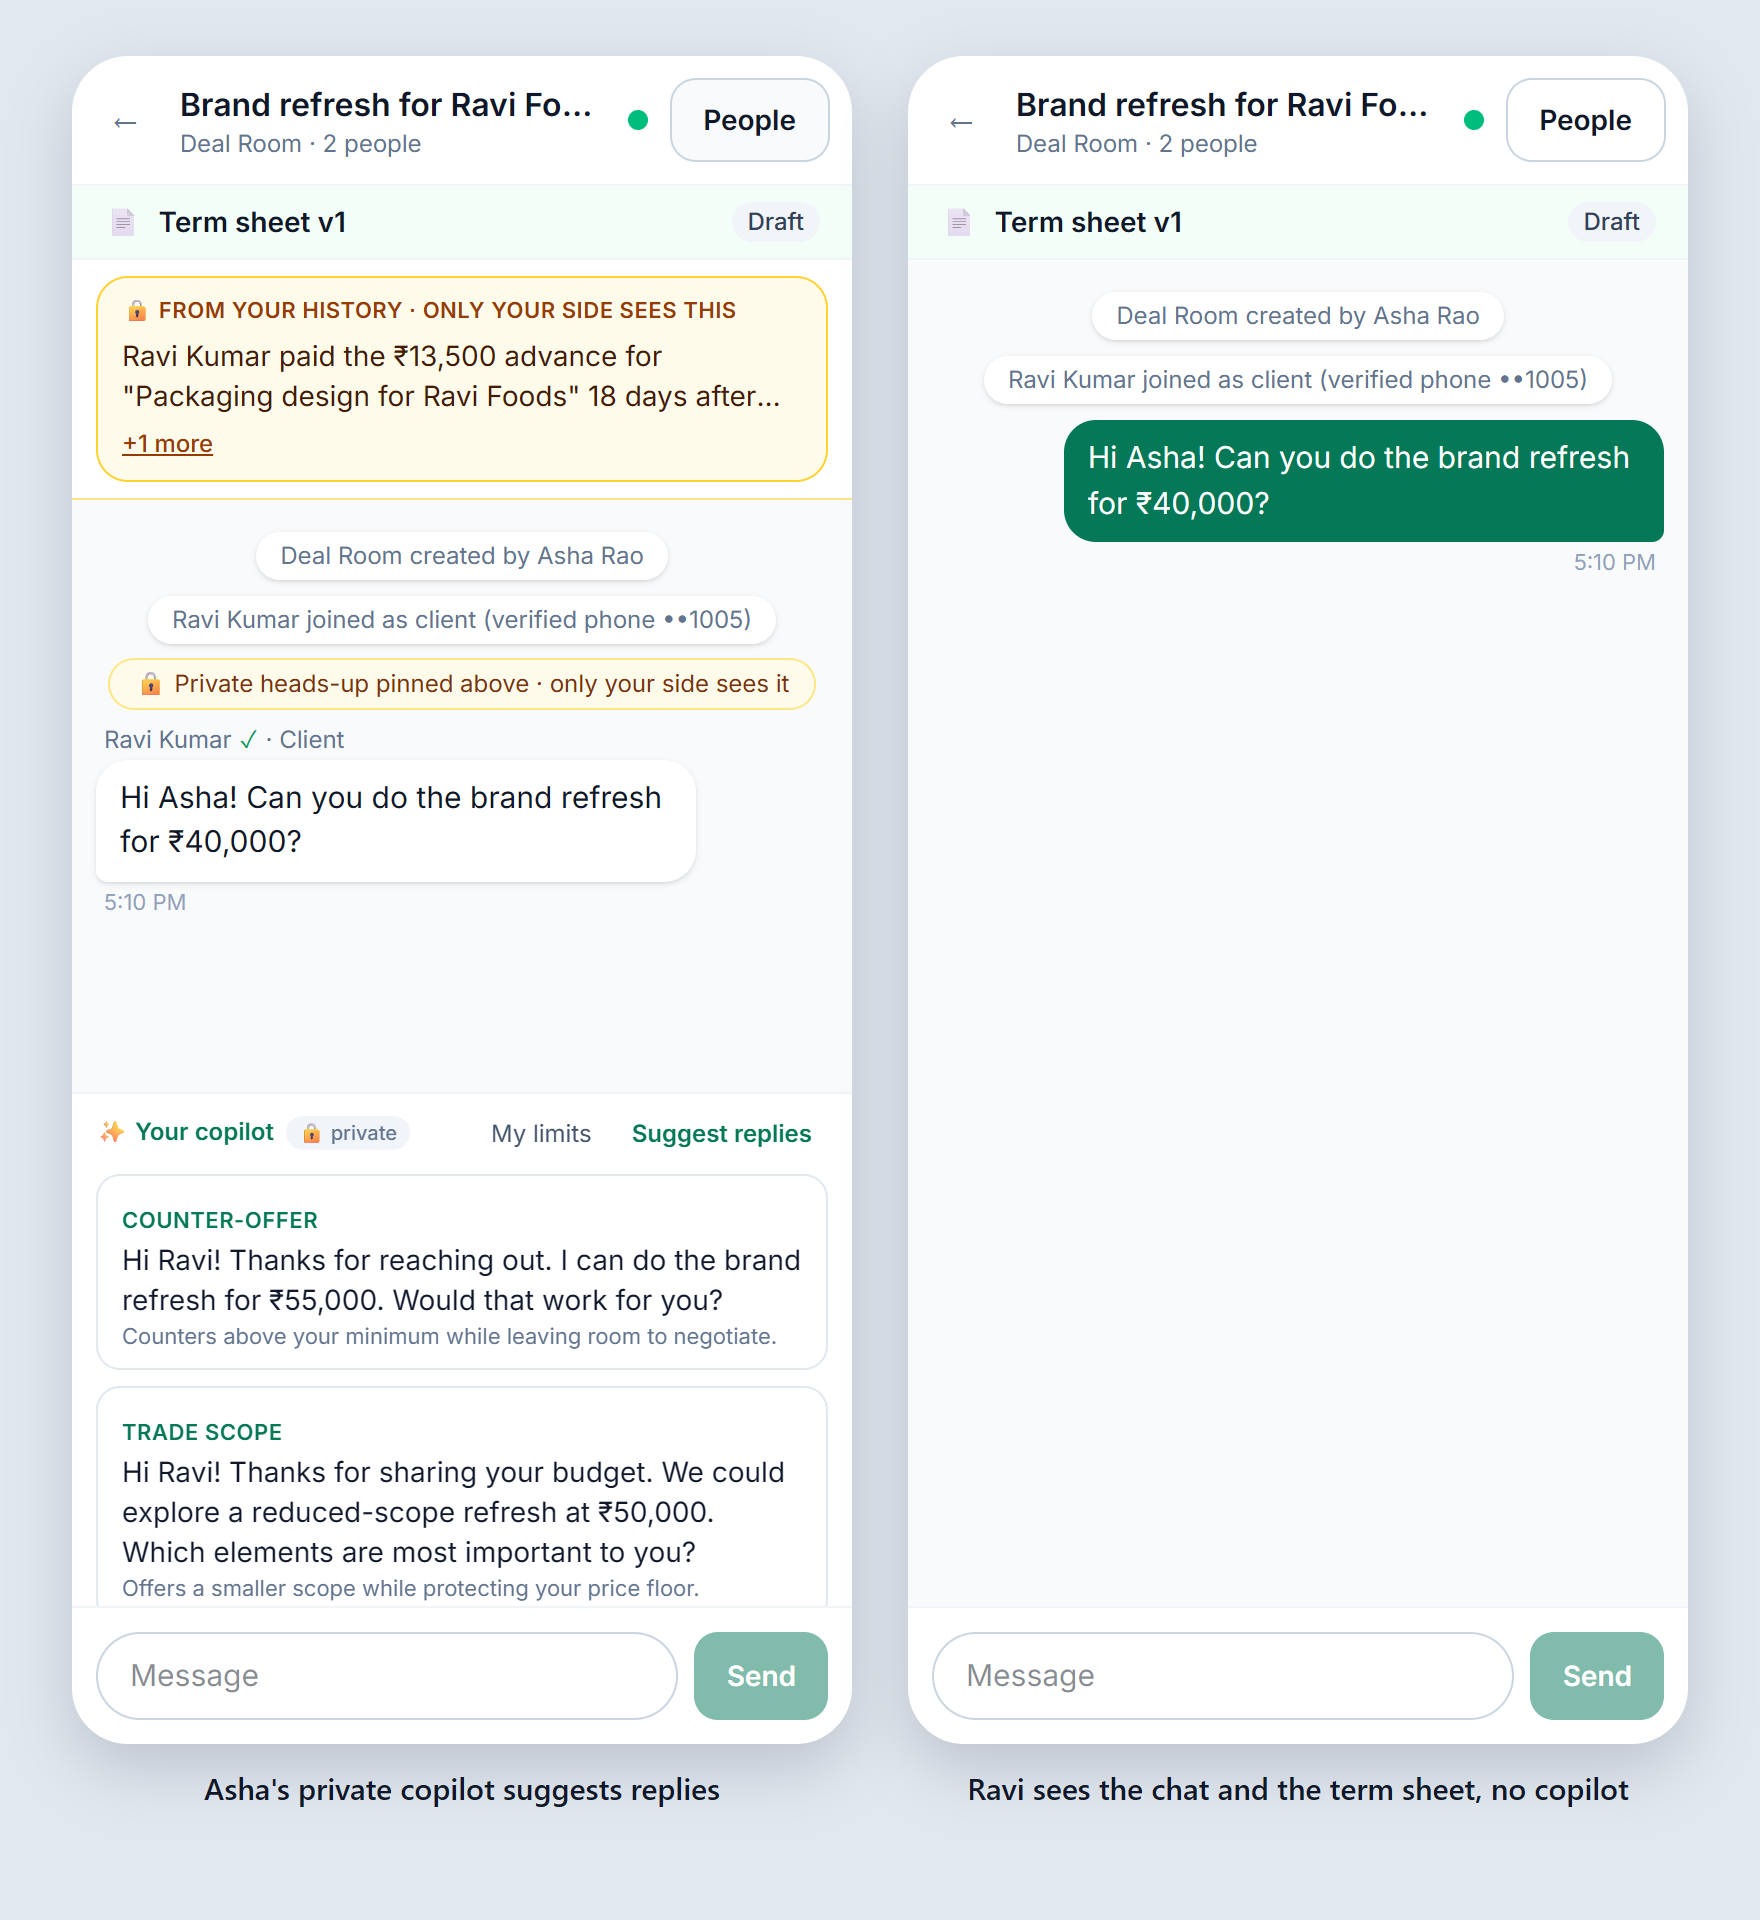 ←
Brand refresh for Ravi Fo...
Deal Room · 2 people
People
Term sheet v1
Draft
FROM YOUR HISTORY · ONLY YOUR SIDE SEES THIS
Ravi Kumar paid the ₹13,500 advance for
"Packaging design for Ravi Foods" 18 days after...
+1 more
Deal Room created by Asha Rao
Ravi Kumar joined as client (verified phone ••1005)
Private heads-up pinned above · only your side sees it
Ravi Kumar ✓ · Client
Hi Asha! Can you do the brand refresh
for ₹40,000?
5:10 PM
Your copilot
private
My limits
Suggest replies
COUNTER-OFFER
Hi Ravi! Thanks for reaching out. I can do the brand
refresh for ₹55,000. Would that work for you?
Counters above your minimum while leaving room to negotiate.
TRADE SCOPE
Hi Ravi! Thanks for sharing your budget. We could
explore a reduced-scope refresh at ₹50,000.
Which elements are most important to you?
Offers a smaller scope while protecting your price floor.
Message
Send
Asha's private copilot suggests replies
←
Brand refresh for Ravi Fo...
Deal Room · 2 people
People
Term sheet v1
Draft
Deal Room created by Asha Rao
Ravi Kumar joined as client (verified phone ••1005)
Hi Asha! Can you do the brand refresh
for ₹40,000?
5:10 PM
Message
Send
Ravi sees the chat and the term sheet, no copilot